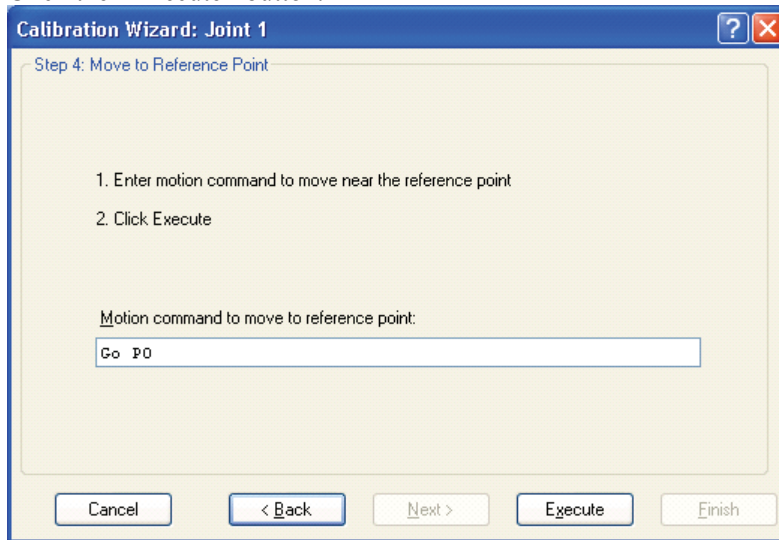 Calibration Wizard: Joint 1
Step 4: Move to Reference Point
1. Enter motion command to move near the reference point
2. Click Execute
Motion command to move to reference point:
Go P0
Cancel
< Back
Next >
Execute
Finish